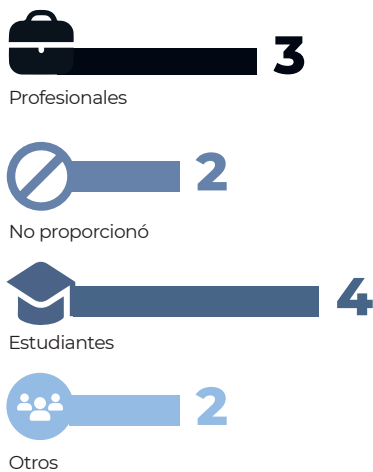 3
Profesionales
2
No proporcionó
4
Estudiantes
2
Otros